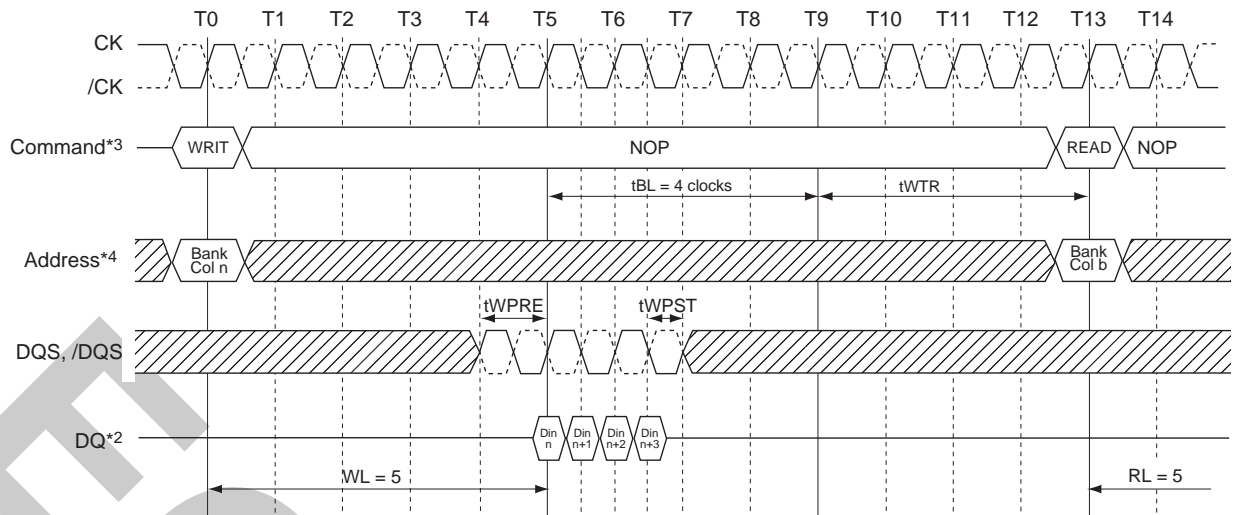 T0 T1 T2 T3 T4 T5 T6 T7 T8 T9 T10 T11 T12 T13 T14
CK
/CK
Command*3 WRIT NOP READ NOP
tBL = 4 clocks tWTR
Address*4 Bank Col n Bank Col b
tWPRE tWPST
DQS, /DQS
DQ*2 Din n Din n+1 Din n+2 Din n+3
WL = 5 RL = 5